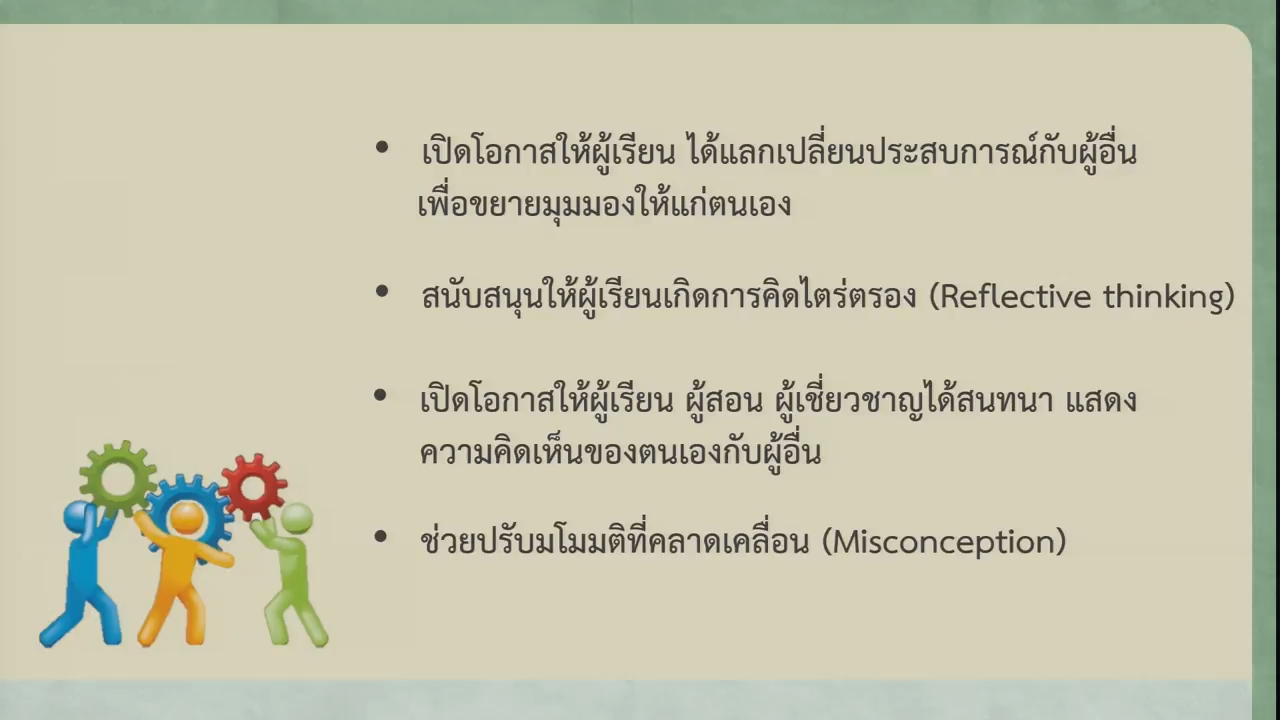 • เปิดโอกาสให้ผู้เรียน ได้แลกเปลี่ยนประสบการณ์กับผู้อื่น
เพื่อขยายมุมมองให้แก่ตนเอง
• สนับสนุนให้ผู้เรียนเกิดการคิดไตร่ตรอง (Reflective thinking)
• เปิดโอกาสให้ผู้เรียน ผู้สอน ผู้เชี่ยวชาญได้สนทนา แสดง
ความคิดเห็นของตนเองกับผู้อื่น
• ช่วยปรับมโมมติที่คลาดเคลื่อน (Misconception)